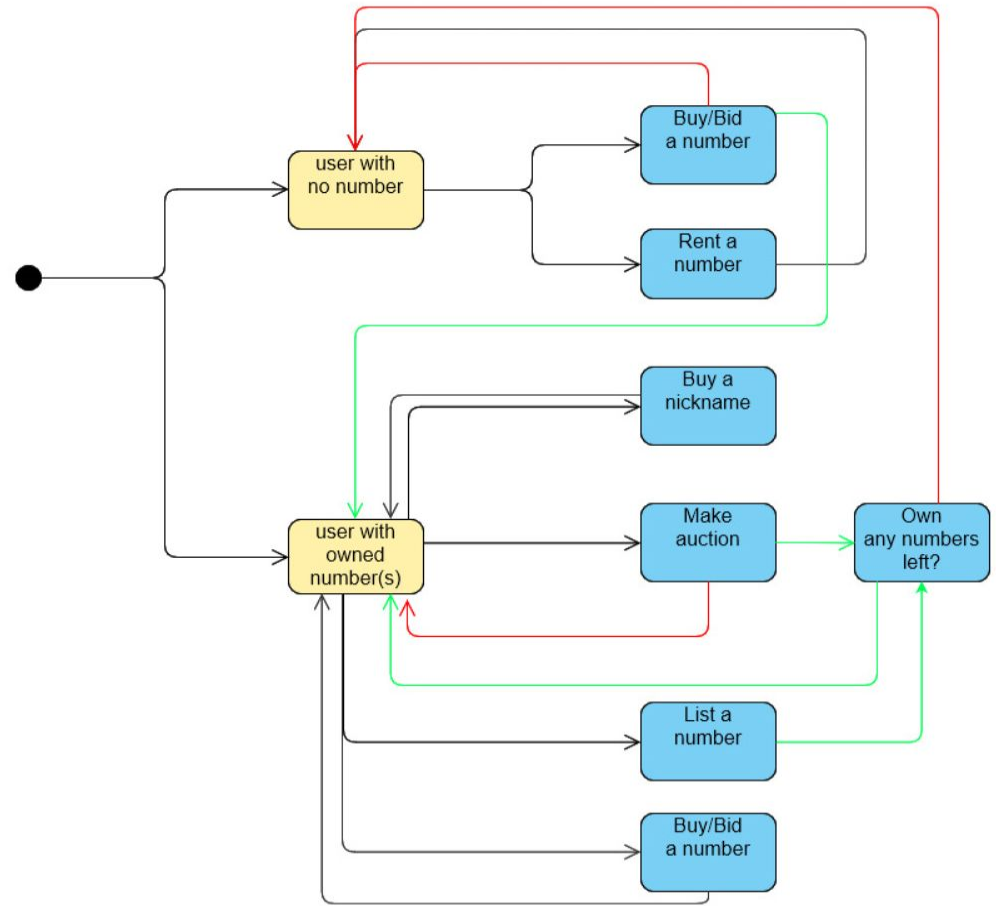 Buy/Bid
a number
user with
no number
Rent a
number
Buy a
nickname
user with
owned
number(s)
Make
auction
Own
any numbers
left?
List a
number
Buy/Bid
a number